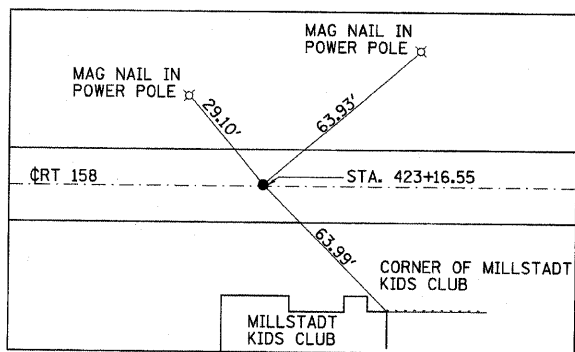 MAG NAIL IN
POWER POLE
MAG NAIL IN
POWER POLE
29.10'
63.93'
℄RT 158
STA. 423+16.55
63.99'
CORNER OF MILLSTADT
KIDS CLUB
MILLSTADT
KIDS CLUB